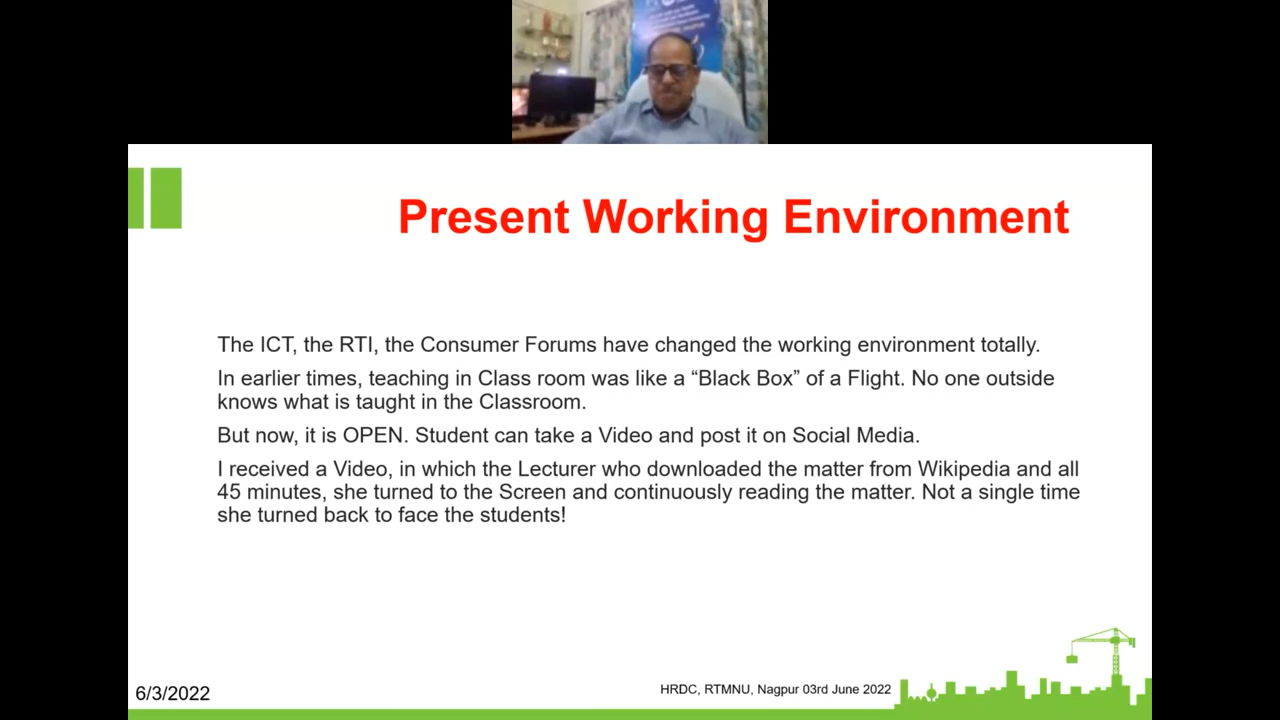 Present Working Environment
The ICT, the RTI, the Consumer Forums have changed the working environment totally.
In earlier times, teaching in Class room was like a “Black Box” of a Flight. No one outside
knows what is taught in the Classroom.
But now, it is OPEN. Student can take a Video and post it on Social Media.
I received a Video, in which the Lecturer who downloaded the matter from Wikipedia and all
45 minutes, she turned to the Screen and continuously reading the matter. Not a single time
she turned back to face the students!
6/3/2022
HRDC, RTMNU, Nagpur 03rd June 2022